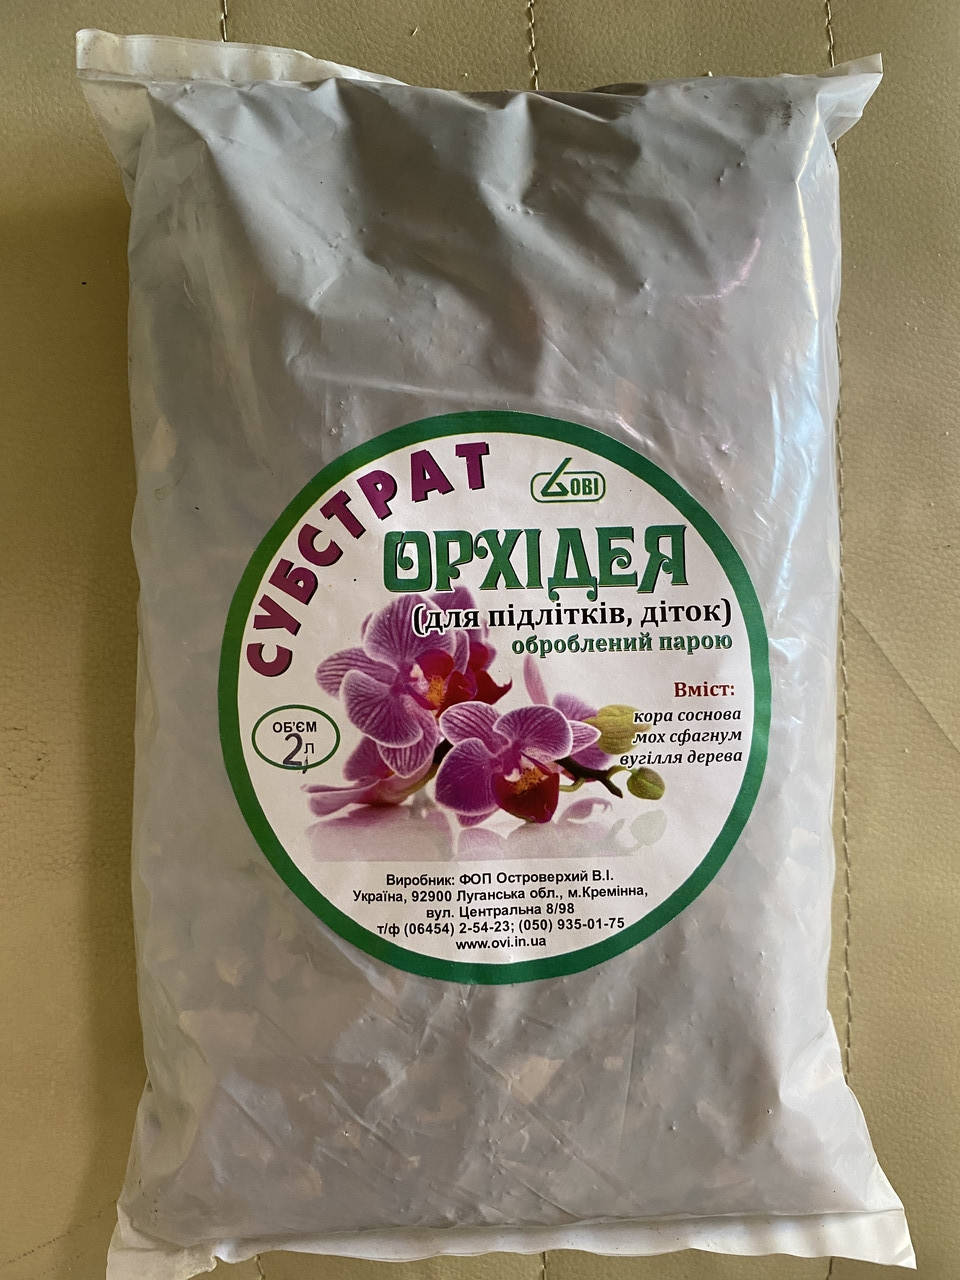 СУБСТРАТ
ОВІ
ОРХІДЕЯ
(для підлітків, діток)
оброблений парою
Вміст:
кора соснова
мох сфагнум
вугілля дерева
ОБ'ЄМ
2 л
Виробник: ФОП Островерхий В.І.
Україна, 92900 Луганська обл., м.Кремінна,
вул. Центральна 8/98
т/ф (06454) 2-54-23; (050) 935-01-75
www.ovi.in.ua